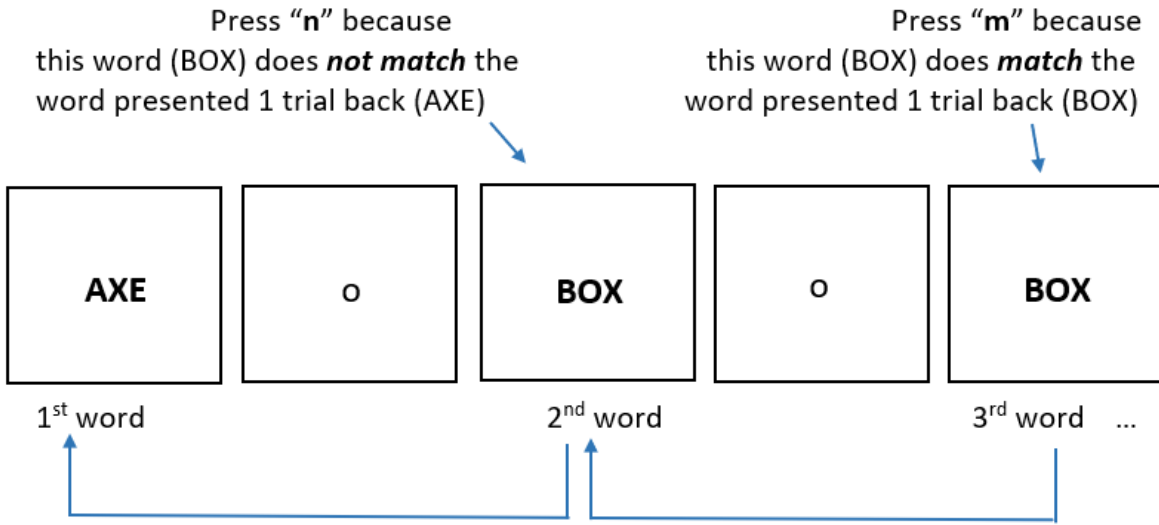 Press “n” because
this word (BOX) does not match the
word presented 1 trial back (AXE)
Press “m” because
this word (BOX) does match the
word presented 1 trial back (BOX)
AXE
o
BOX
o
BOX
1st word
2nd word
3rd word ...